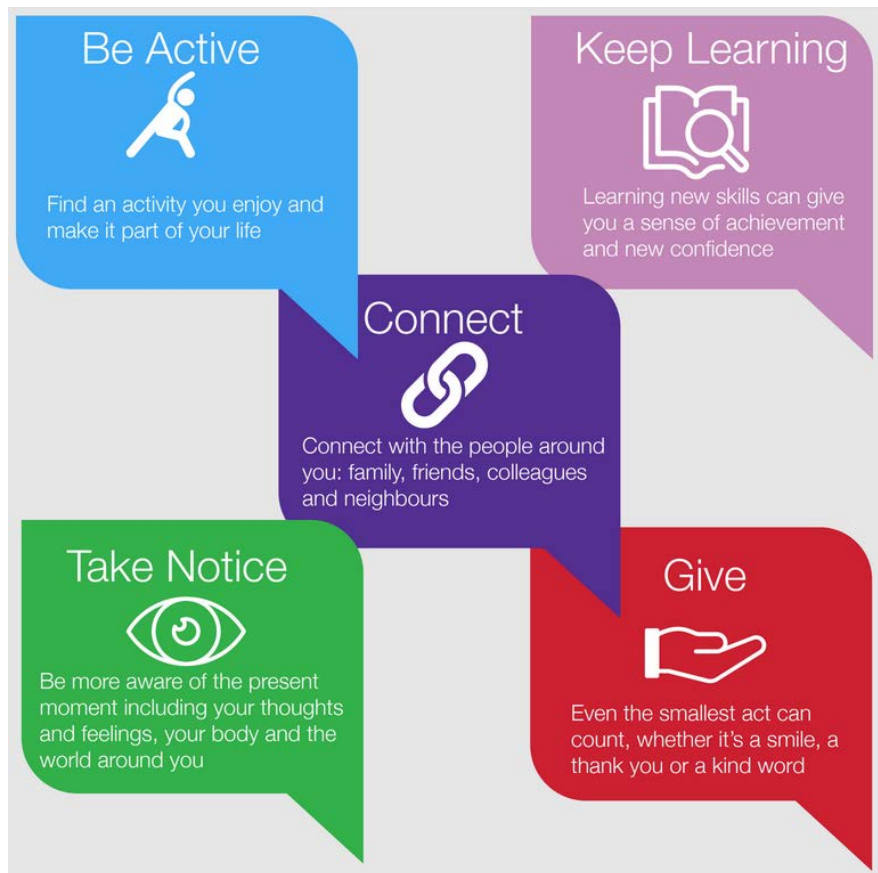 Be Active
Find an activity you enjoy and
make it part of your life
Keep Learning
Learning new skills can give
you a sense of achievement
and new confidence
Connect
Connect with the people around
you: family, friends, colleagues
and neighbours
Take Notice
Be more aware of the present
moment including your thoughts
and feelings, your body and the
world around you
Give
Even the smallest act can
count, whether it's a smile, a
thank you or a kind word